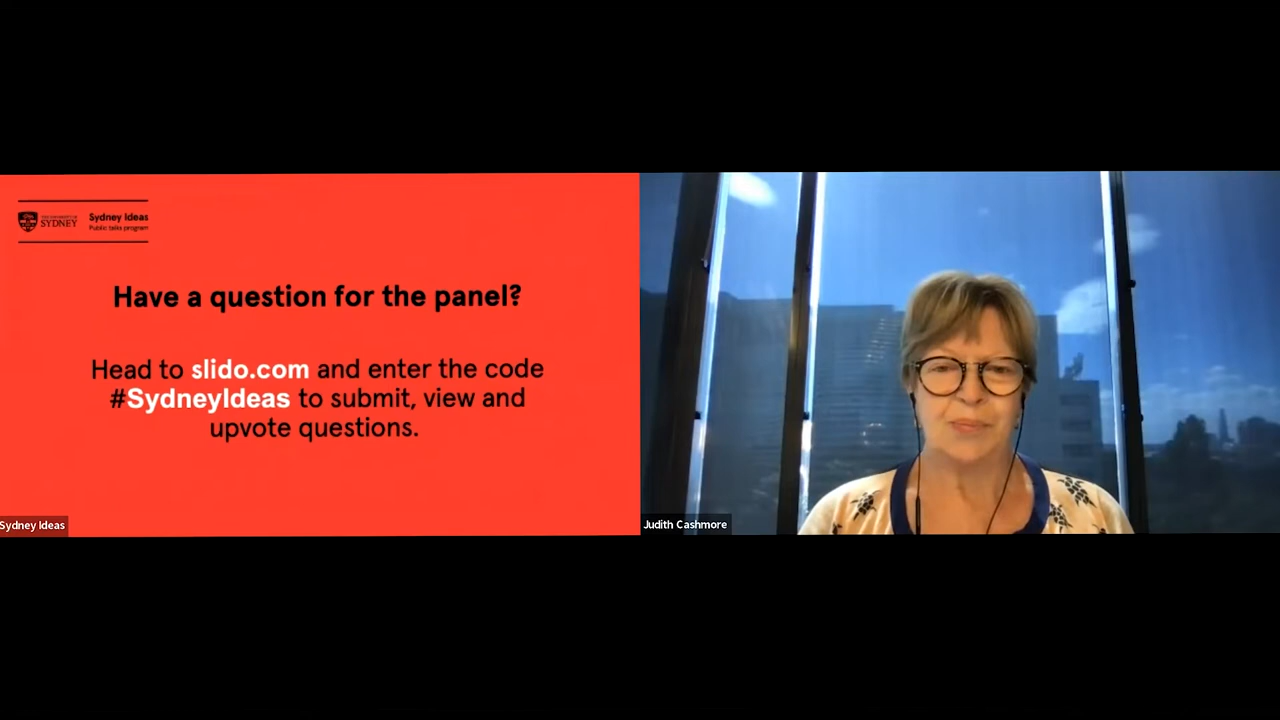 THE UNIVERSITY OF
SYDNEY
Sydney Ideas
Public talks program
Have a question for the panel?
Head to slido.com and enter the code
#SydneyIdeas to submit, view and
upvote questions.
Sydney Ideas
Judith Cashmore